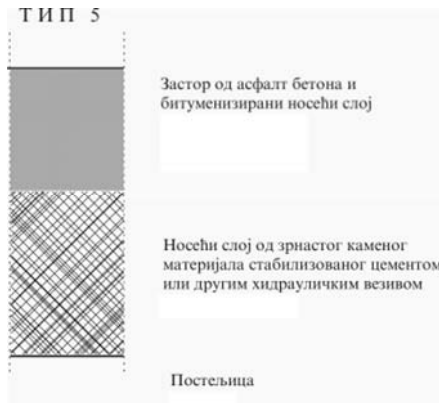 ТИП 5
Застор од асфалт бетона и
битуменизирани носећи слој
Носећи слој од зрнастог каменог
материјала стабилизованог цементом
или другим хидрауличким везивом
Постељица